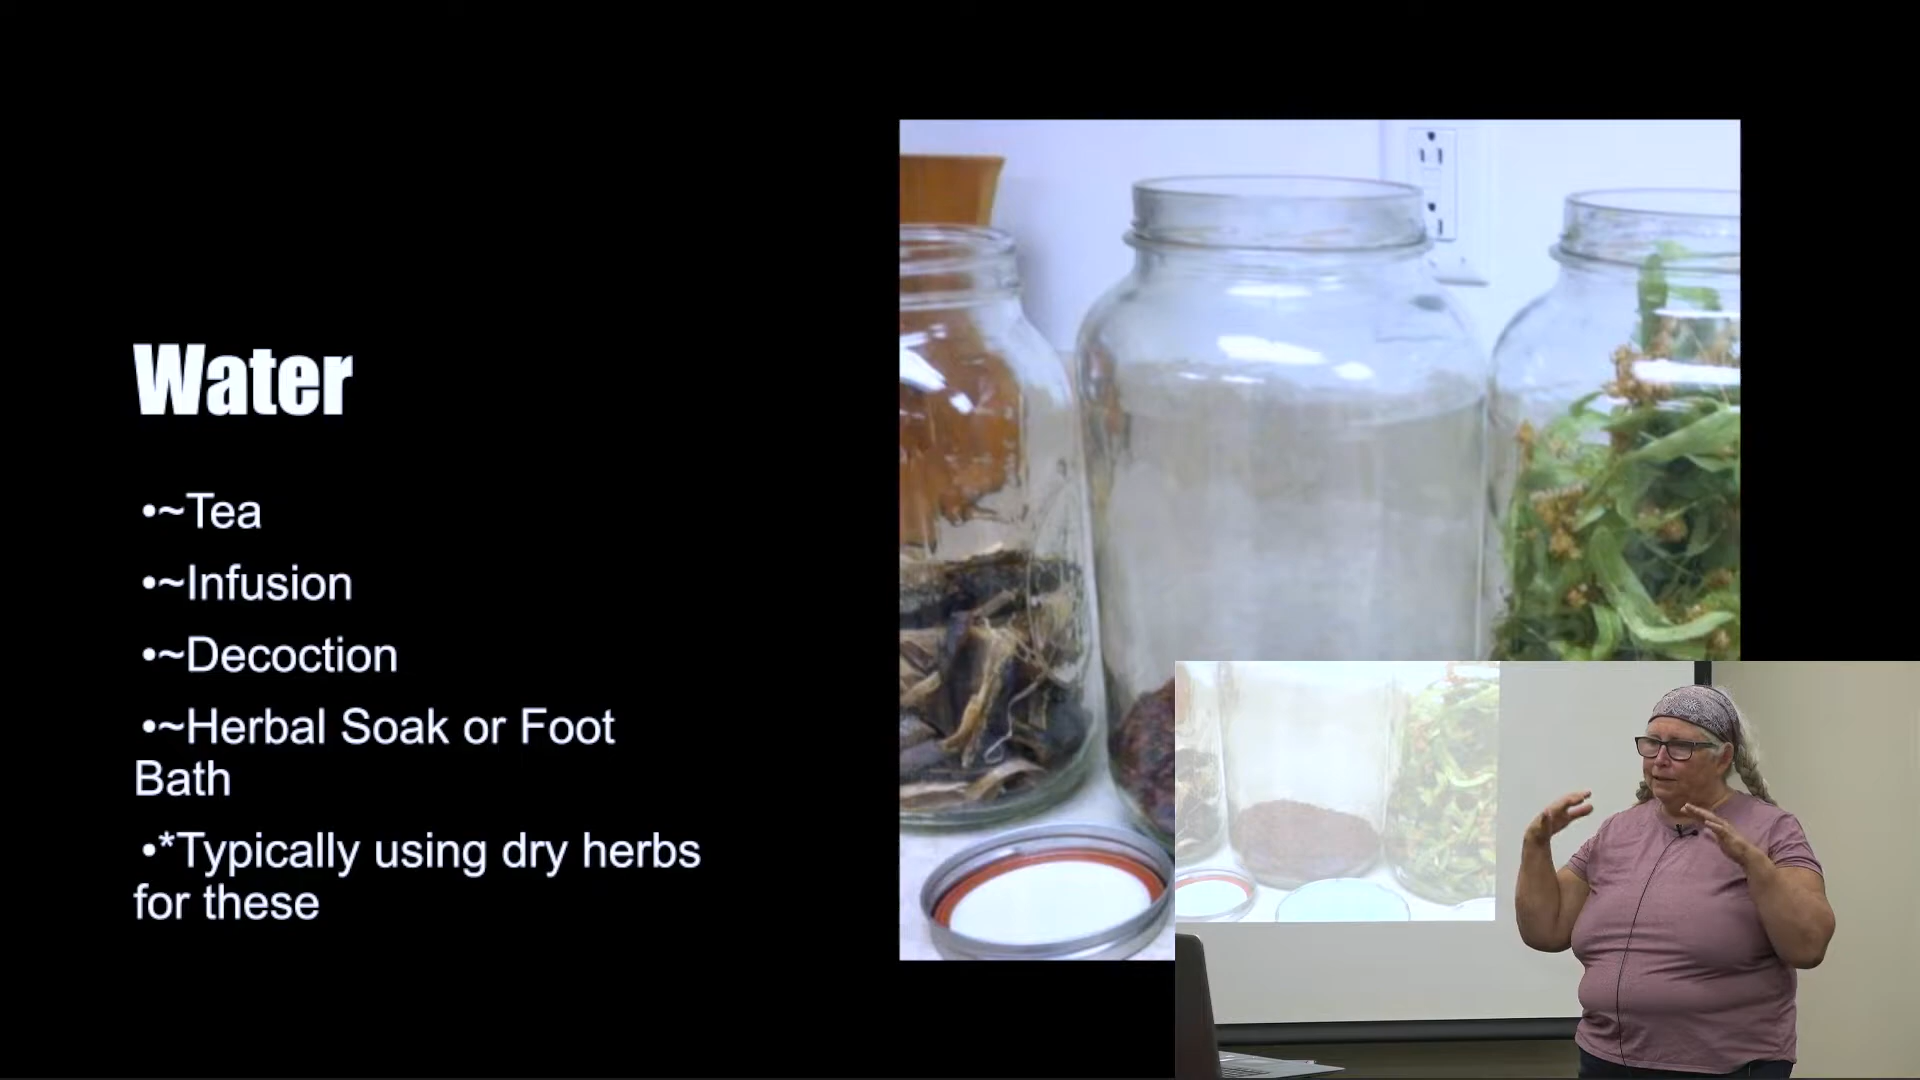 Water
•~Tea
•~Infusion
•~Decoction
•~Herbal Soak or Foot
Bath
•*Typically using dry herbs
for these